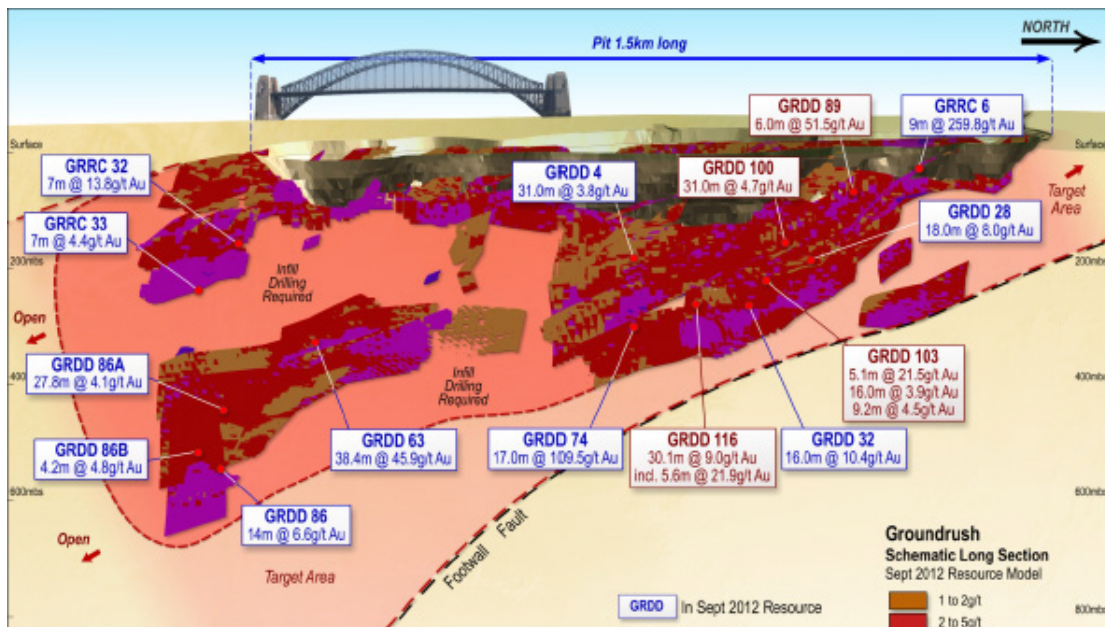 NORTH
Pit 1.5km long
GRDD 89
6.0m @ 51.5g/t Au
GRRC 6
9m @ 259.8g/t Au
Surface
Surface
GRRC 32
7m @ 13.8g/t Au
GRDD 4
31.0m @ 3.8g/t Au
GRDD 100
31.0m @ 4.7g/t Au
Target
Area
GRRC 33
7m @ 4.4g/t Au
GRDD 28
18.0m @ 8.0g/t Au
200mbs
200mbs
Infill
Drilling
Required
Open
GRDD 86A
27.8m @ 4.1g/t Au
Infill
Drilling
Required
GRDD 103
5.1m @ 21.5g/t Au
16.0m @ 3.9g/t Au
9.2m @ 4.5g/t Au
400mbs
400mbs
GRDD 86B
4.2m @ 4.8g/t Au
GRDD 63
38.4m @ 45.9g/t Au
GRDD 74
17.0m @ 109.5g/t Au
GRDD 116
30.1m @ 9.0g/t Au
incl. 5.6m @ 21.9g/t Au
GRDD 32
16.0m @ 10.4g/t Au
600mbs
600mbs
GRDD 86
14m @ 6.6g/t Au
Open
Target Area
Footwall Fault
Groundrush
Schematic Long Section
Sept 2012 Resource Model
1 to 2g/t
GRDD In Sept 2012 Resource
2 to 5g/t
800mbs